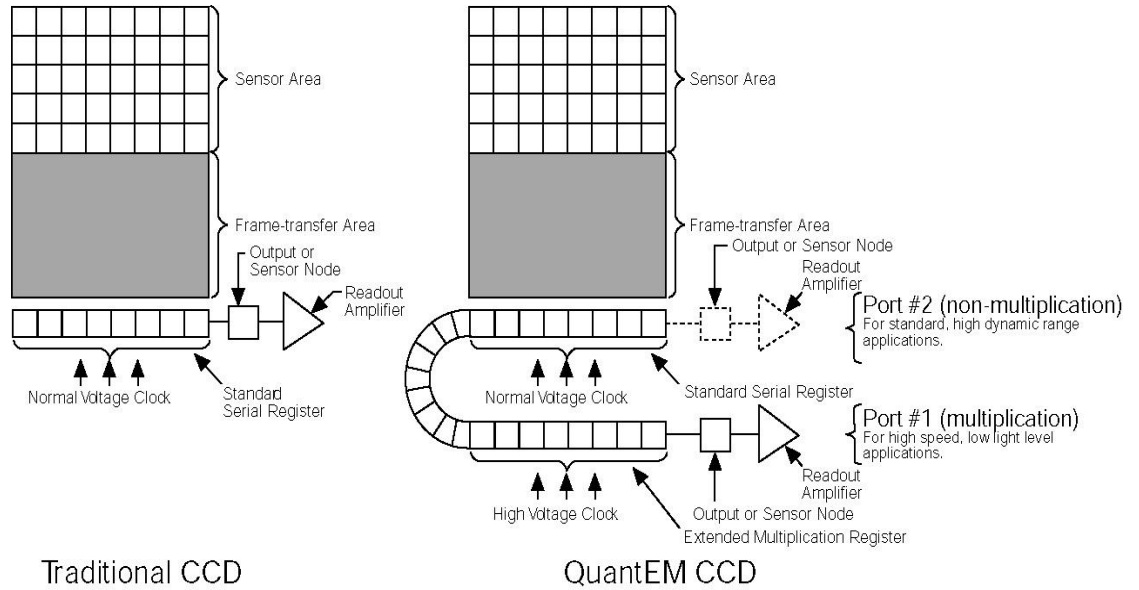 Sensor Area
Frame-transfer Area
Output or
Sensor Node
Readout
Amplifier
Normal Voltage Clock
Standard
Serial Register
Traditional CCD
Sensor Area
Frame-transfer Area
Output or Sensor Node
Readout
Amplifier
Port #2 (non-multiplication)
For standard, high dynamic range
applications.
Normal Voltage Clock
Standard Serial Register
Port #1 (multiplication)
For high speed, low light level
applications.
Readout
Amplifier
High Voltage Clock
Output or Sensor Node
Extended Multiplication Register
QuantEM CCD